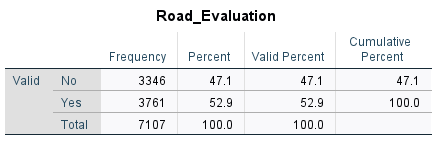 Road_Evaluation
Frequency Percent Valid Percent Cumulative Percent
Valid No 3346 47.1 47.1 47.1
Yes 3761 52.9 52.9 100.0
Total 7107 100.0 100.0